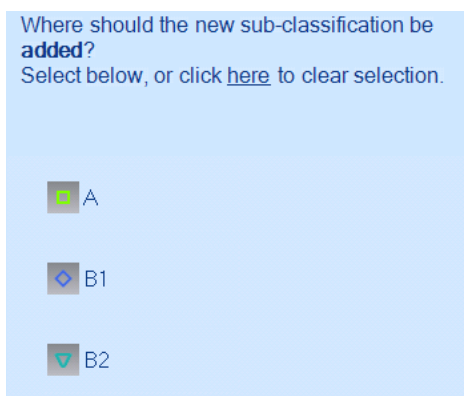 Where should the new sub-classification be
added?
Select below, or click here to clear selection.
A
B1
B2